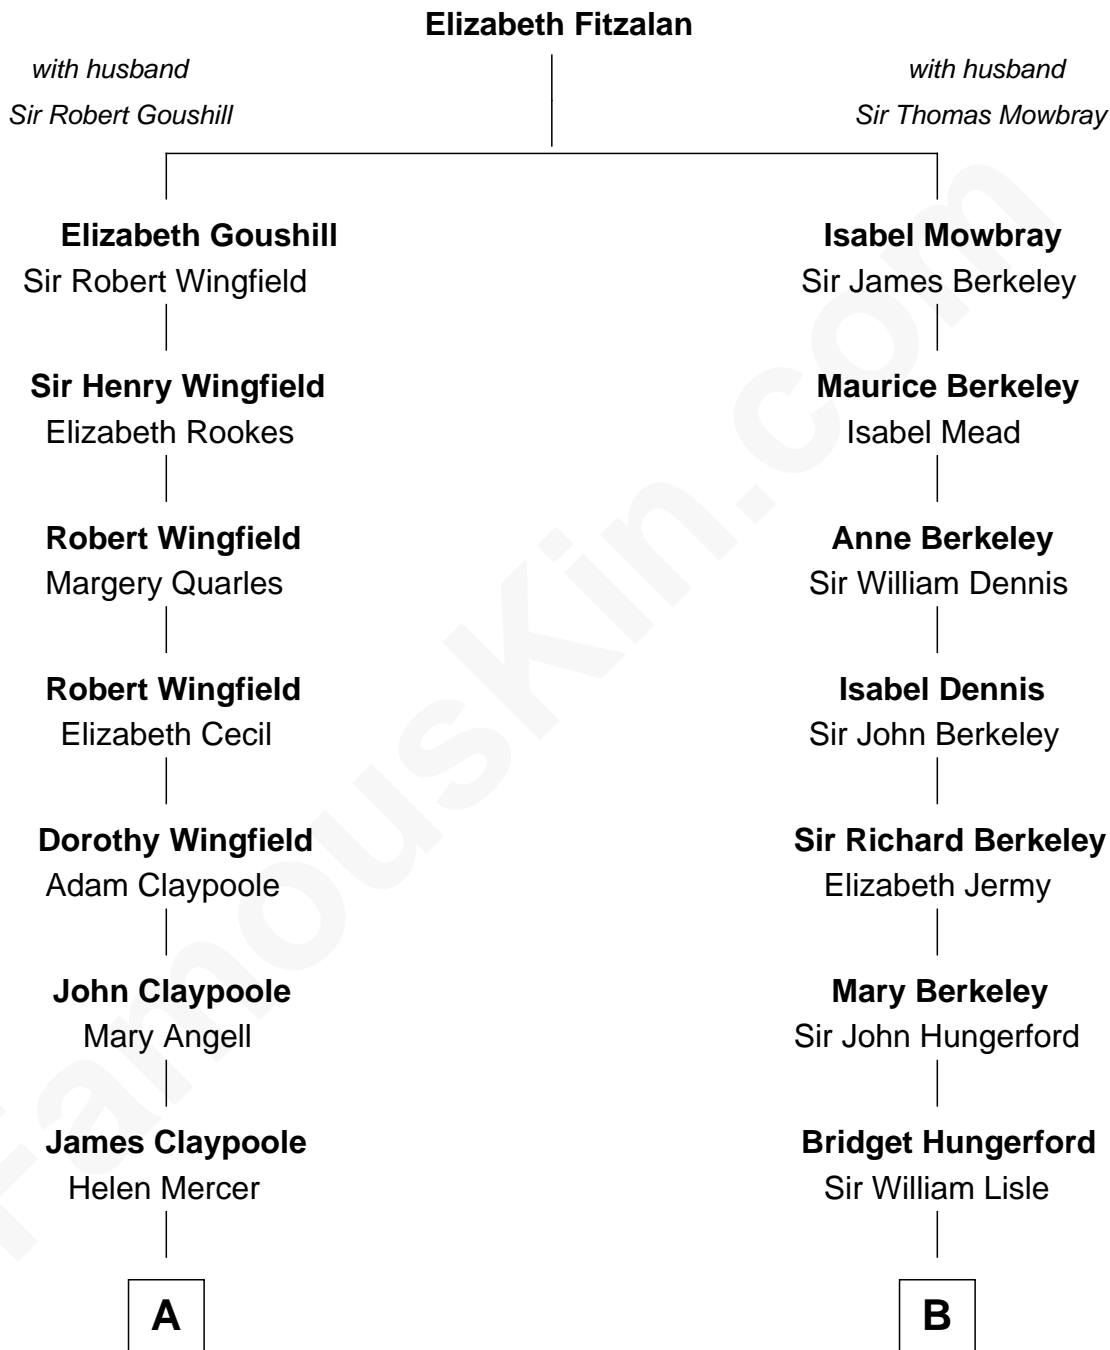 Elizabeth Fitzalan
with husband
Sir Robert Goushill
with husband
Sir Thomas Mowbray
Elizabeth Goushill
Sir Robert Wingfield
Isabel Mowbray
Sir James Berkeley
Sir Henry Wingfield
Elizabeth Rookes
Maurice Berkeley
Isabel Mead
Robert Wingfield
Margery Quarles
Anne Berkeley
Sir William Dennis
Robert Wingfield
Elizabeth Cecil
Isabel Dennis
Sir John Berkeley
Dorothy Wingfield
Adam Claypoole
Sir Richard Berkeley
Elizabeth Jermy
John Claypoole
Mary Angell
Mary Berkeley
Sir John Hungerford
James Claypoole
Helen Mercer
Bridget Hungerford
Sir William Lisle
A
B
FamousKin.com